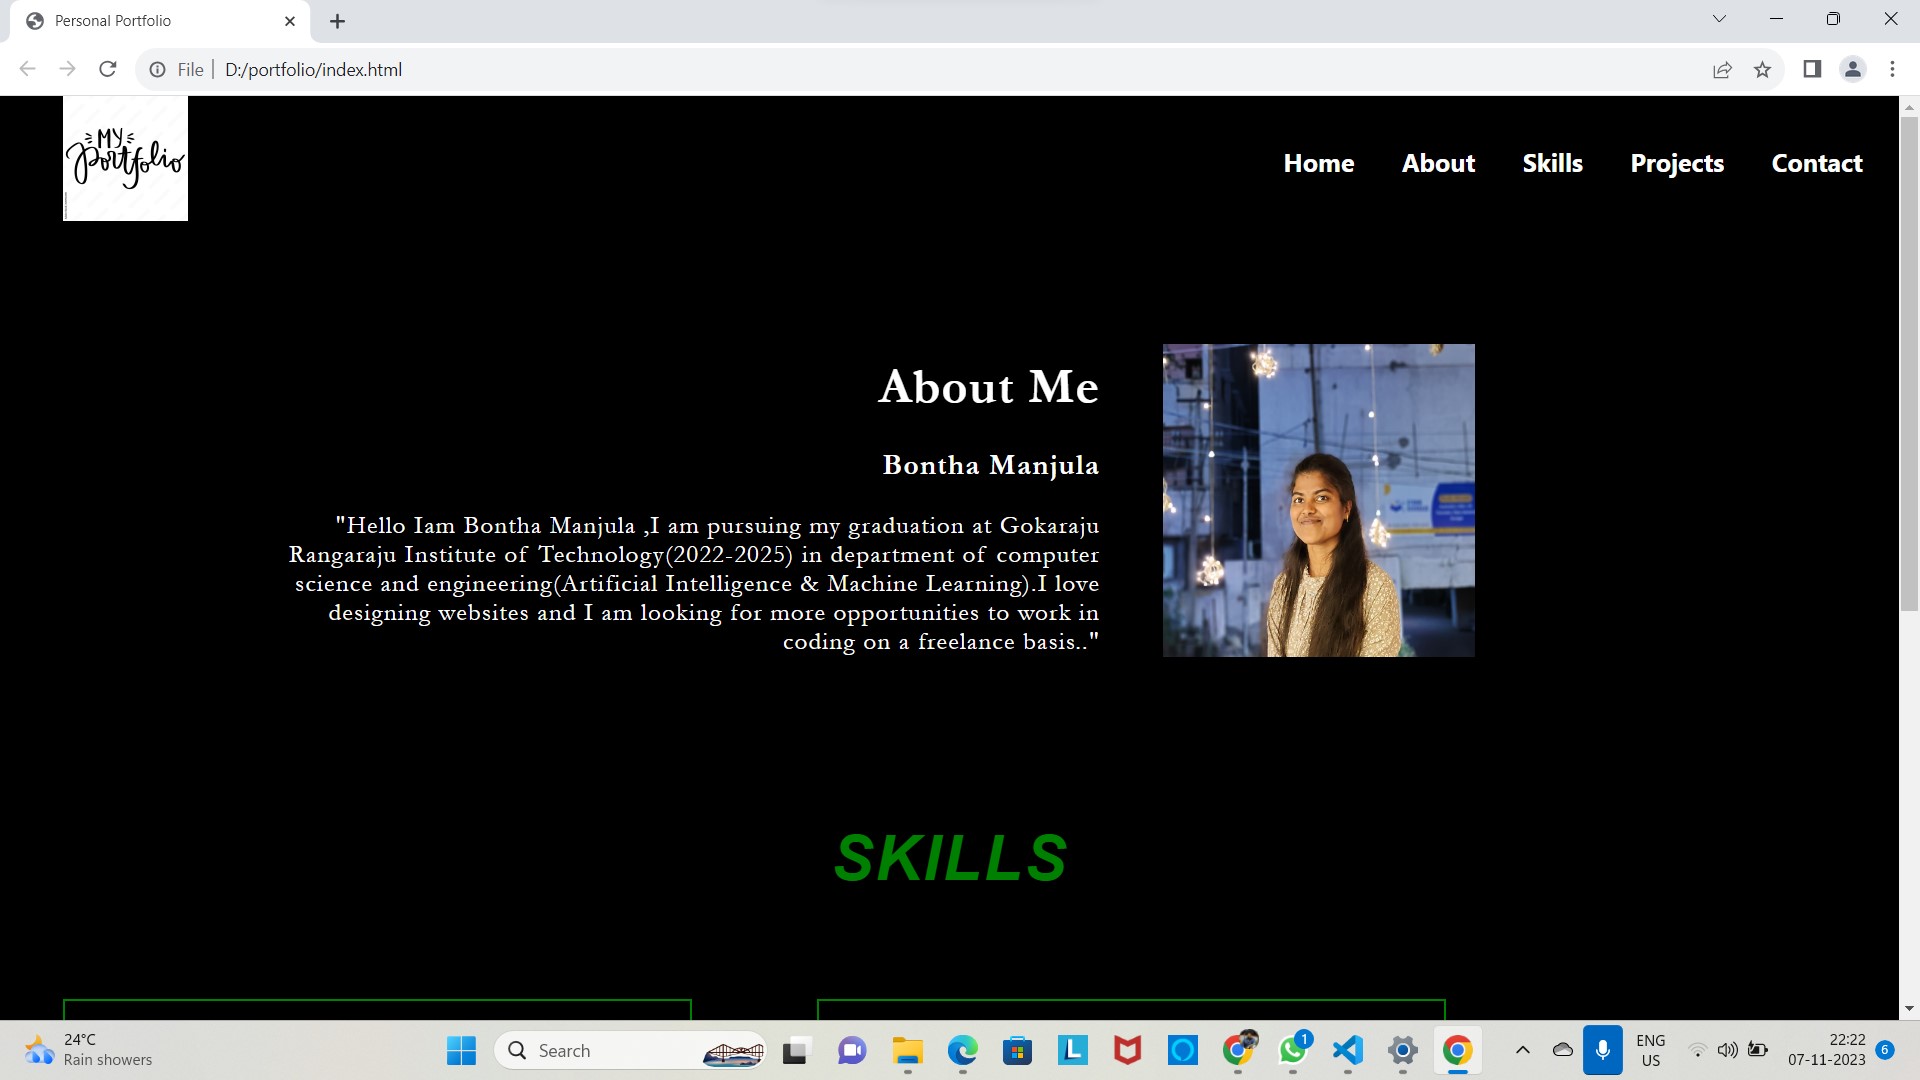 Personal Portfolio
File
D:/portfolio/index.html
MY
Portfolio
Home About Skills Projects Contact
About Me
Bontha Manjula
"Hello Iam Bontha Manjula ,I am pursuing my graduation at Gokaraju
Rangaraju Institute of Technology(2022-2025) in department of computer
science and engineering(Artificial Intelligence & Machine Learning).I love
designing websites and I am looking for more opportunities to work in
coding on a freelance basis.."
SKILLS
24°C
Rain showers
Search
L
1
ENG
US
22:22
07-11-2023
6